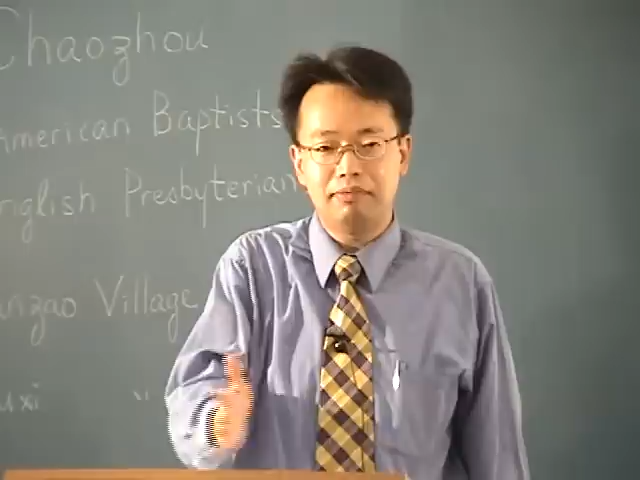 Chaozhou
American Baptists
English Presbyterian
Village